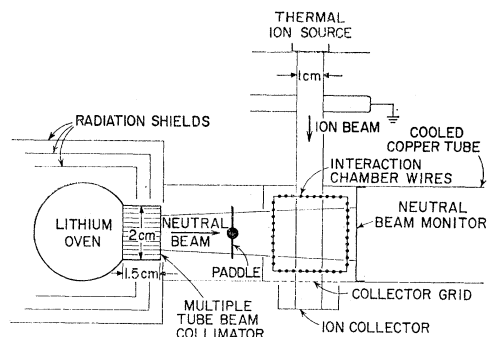 THERMAL
ION SOURCE
1cm
ION BEAM
RADIATION SHIELDS
COOLED
COPPER TUBE
INTERACTION
CHAMBER WIRES
LITHIUM
OVEN
2cm
NEUTRAL
BEAM
NEUTRAL
BEAM MONITOR
PADDLE
1.5cm
MULTIPLE
TUBE BEAM
COLLIMATOR
COLLECTOR GRID
ION COLLECTOR